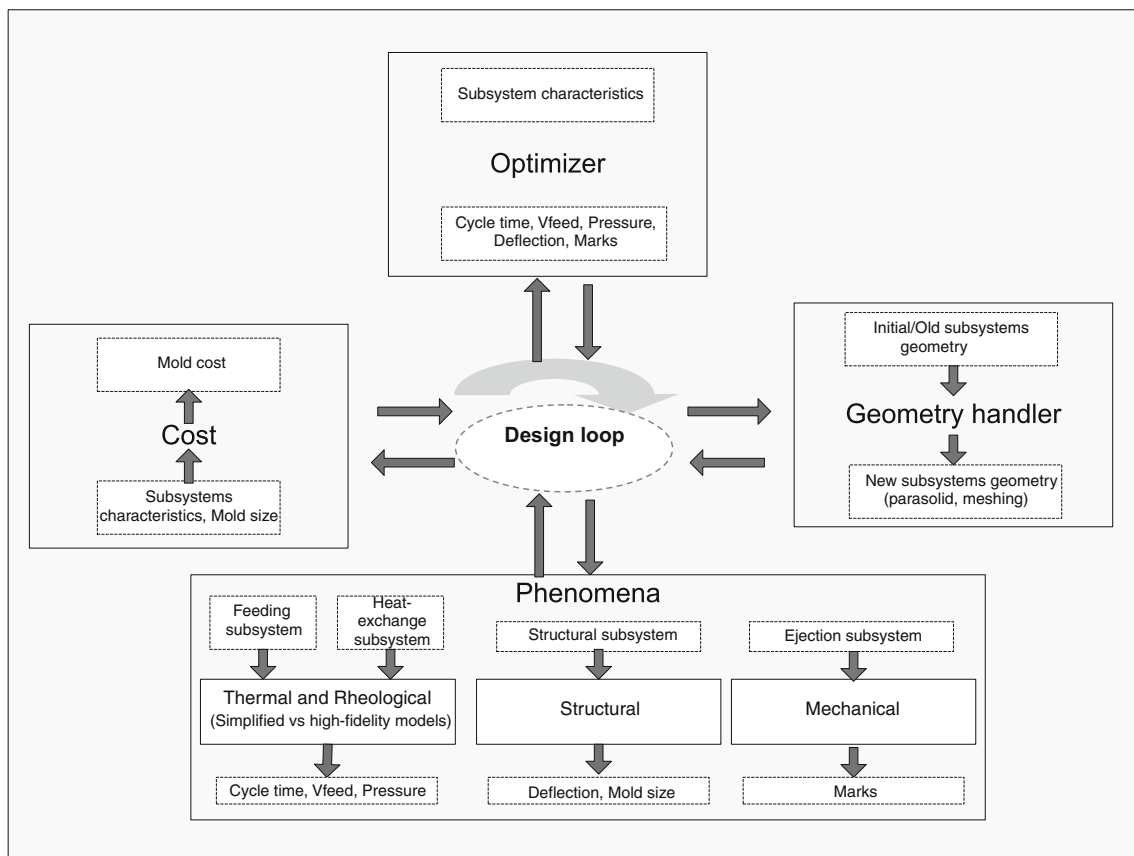 Subsystem characteristics
Optimizer
Cycle time, Vfeed, Pressure,
Deflection, Marks
Mold cost
Cost
Subsystems
characteristics, Mold size
Design loop
Initial/Old subsystems
geometry
Geometry handler
New subsystems geometry
(parasolid, meshing)
Phenomena
Feeding
subsystem
Heat-
exchange
subsystem
Thermal and Rheological
(Simplified vs high-fidelity models)
Cycle time, Vfeed, Pressure
Structural subsystem
Structural
Deflection, Mold size
Ejection subsystem
Mechanical
Marks